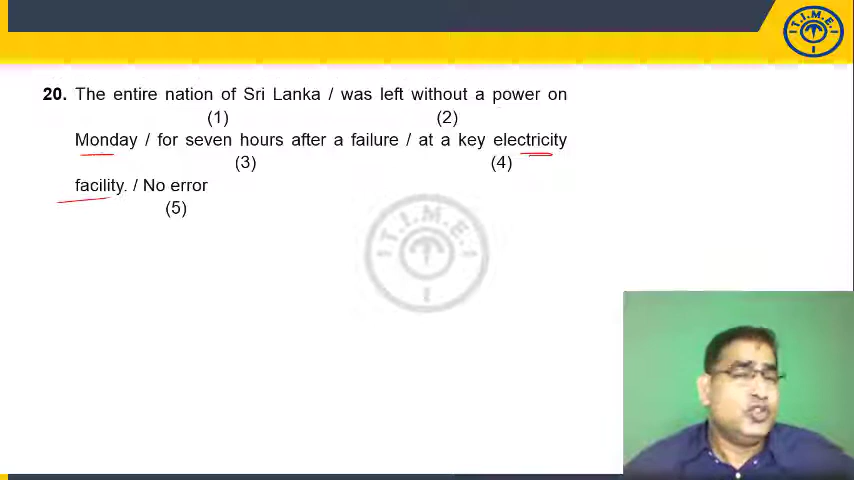 T.I.M.E.
20. The entire nation of Sri Lanka / was left without a power on
(1) (2)
Monday / for seven hours after a failure / at a key electricity
(3) (4)
facility. / No error
(5)
T.I.M.E.